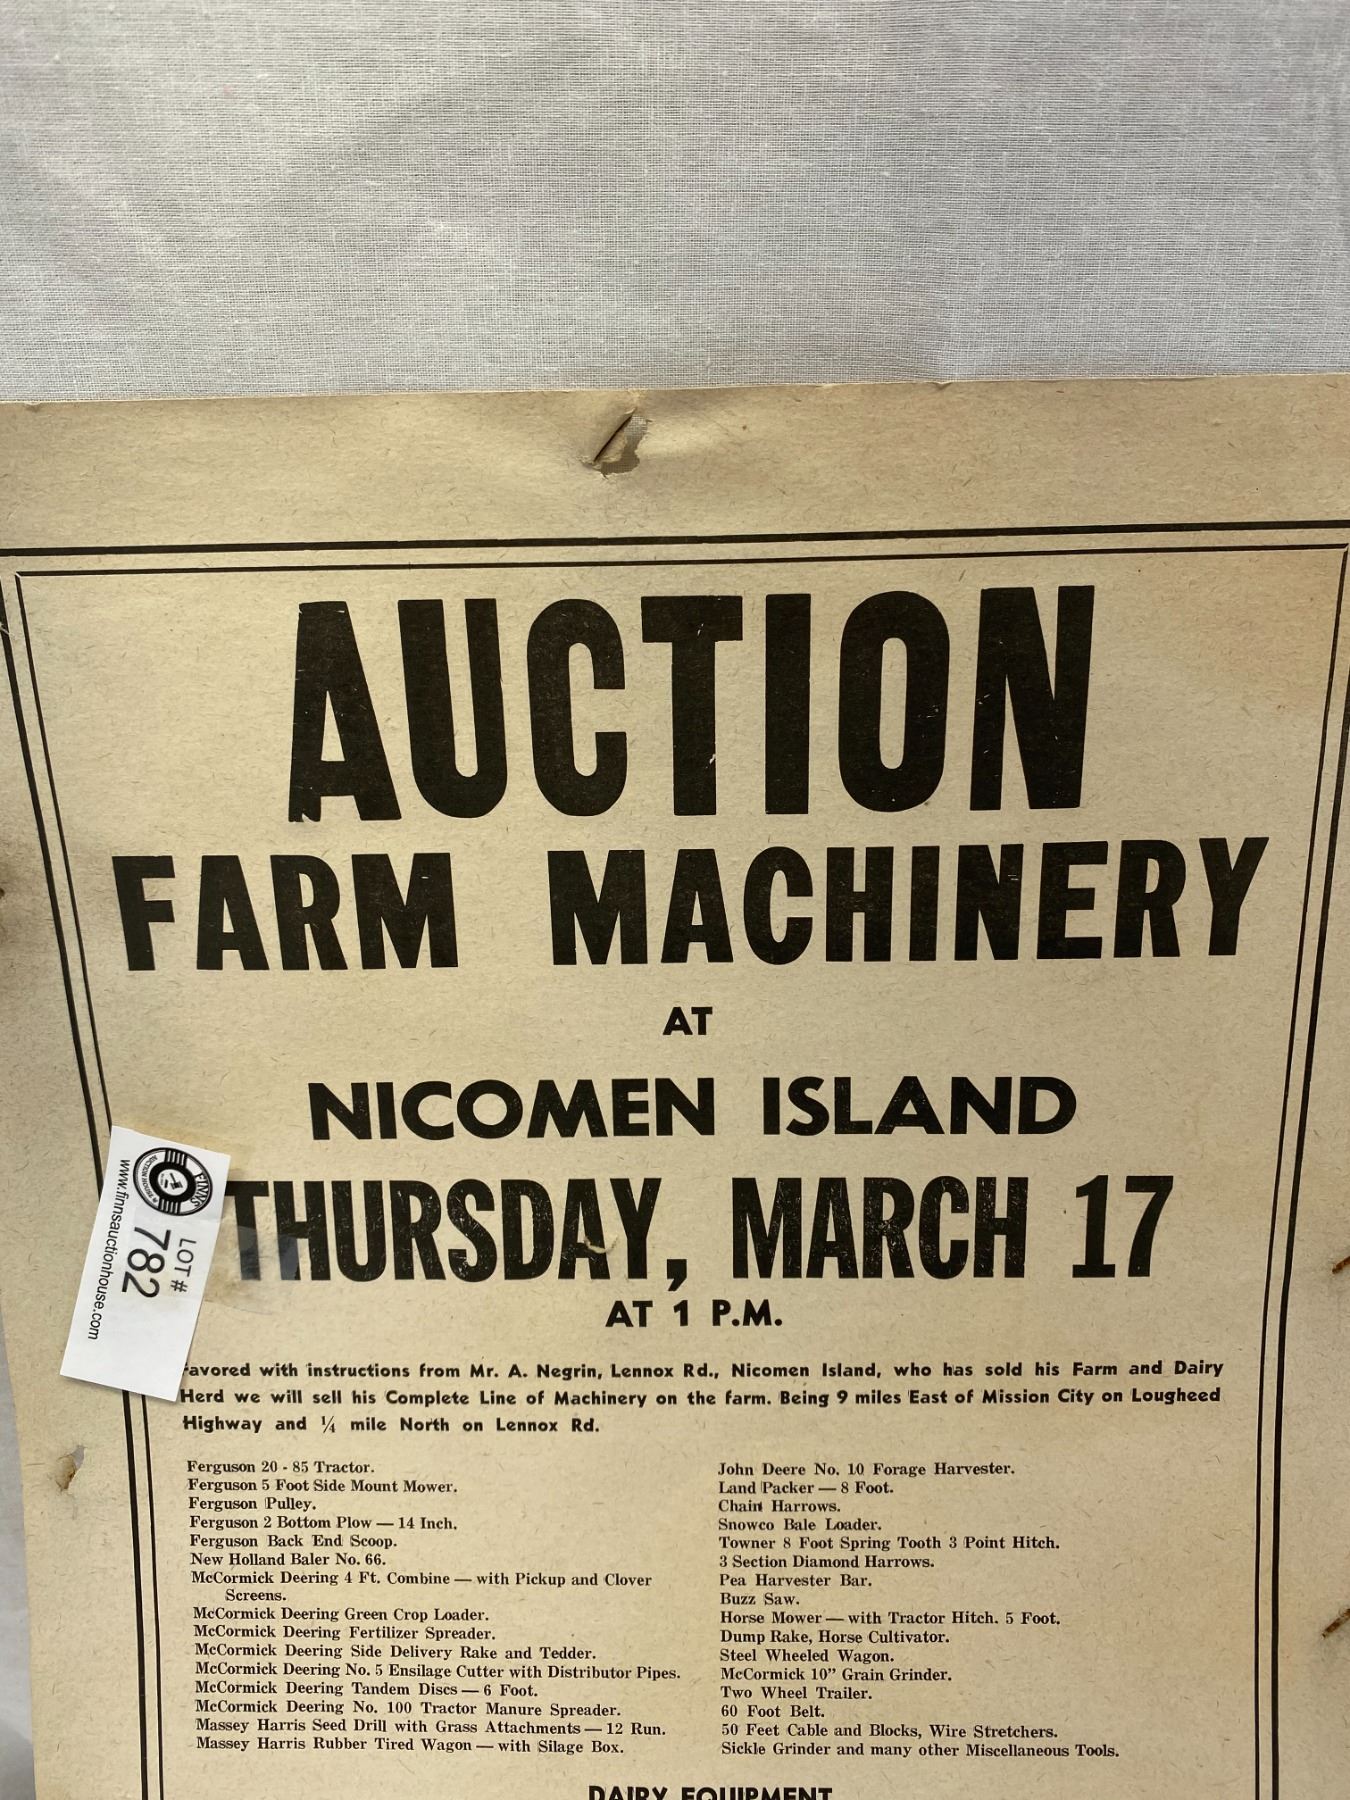 AUCTION
FARM MACHINERY
AT
NICOMEN ISLAND
THURSDAY, MARCH 17
AT 1 P.M.
FINNS
AUCTION HOUSE
LOT #
782
www.finnsauctionhouse.com
Favored with instructions from Mr. A. Negrin, Lennox Rd., Nicomen Island, who has sold his Farm and Dairy
Herd we will sell his Complete Line of Machinery on the farm. Being 9 miles East of Mission City on Lougheed
Highway and ¼ mile North on Lennox Rd.
Ferguson 20 - 85 Tractor.
Ferguson 5 Foot Side Mount Mower.
Ferguson Pulley.
Ferguson 2 Bottom Plow — 14 Inch.
Ferguson Back End Scoop.
New Holland Baler No. 66.
McCormick Deering 4 Ft. Combine — with Pickup and Clover
Screens.
McCormick Deering Green Crop Loader.
McCormick Deering Fertilizer Spreader.
McCormick Deering Side Delivery Rake and Tedder.
McCormick Deering No. 5 Ensilage Cutter with Distributor Pipes.
McCormick Deering Tandem Discs — 6 Foot.
McCormick Deering No. 100 Tractor Manure Spreader.
Massey Harris Seed Drill with Grass Attachments — 12 Run.
Massey Harris Rubber Tired Wagon — with Silage Box.
John Deere No. 10 Forage Harvester.
Land Packer — 8 Foot.
Chain Harrows.
Snowco Bale Loader.
Towner 8 Foot Spring Tooth 3 Point Hitch.
3 Section Diamond Harrows.
Pea Harvester Bar.
Buzz Saw.
Horse Mower — with Tractor Hitch. 5 Foot.
Dump Rake, Horse Cultivator.
Steel Wheeled Wagon.
McCormick 10" Grain Grinder.
Two Wheel Trailer.
60 Foot Belt.
50 Feet Cable and Blocks, Wire Stretchers.
Sickle Grinder and many other Miscellaneous Tools.
DAIRY EQUIPMENT